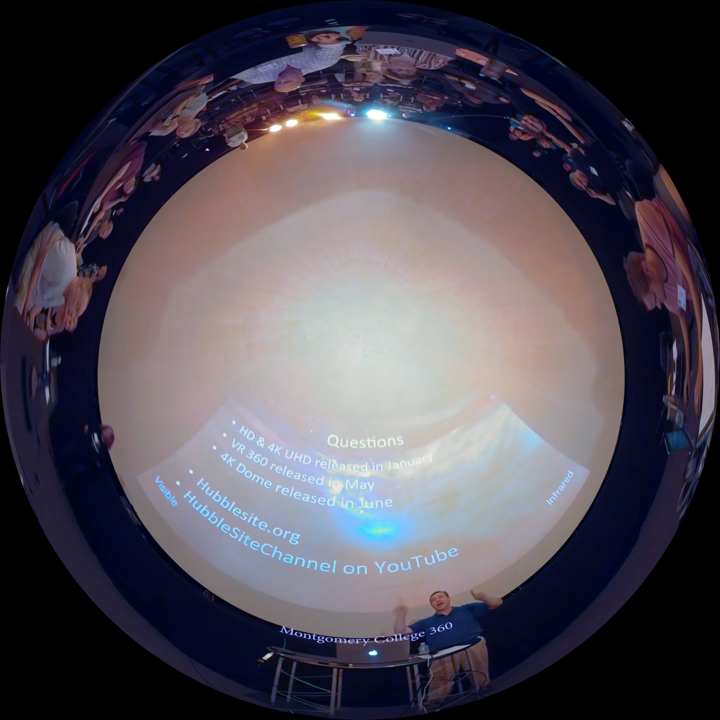 Questions
• HD & 4K UHD released in January
• VR 360 released in May
• 4K Dome released in June
• Hubblesite.org
• HubbleSiteChannel on YouTube
Visible
Infrared
Montgomery College 360